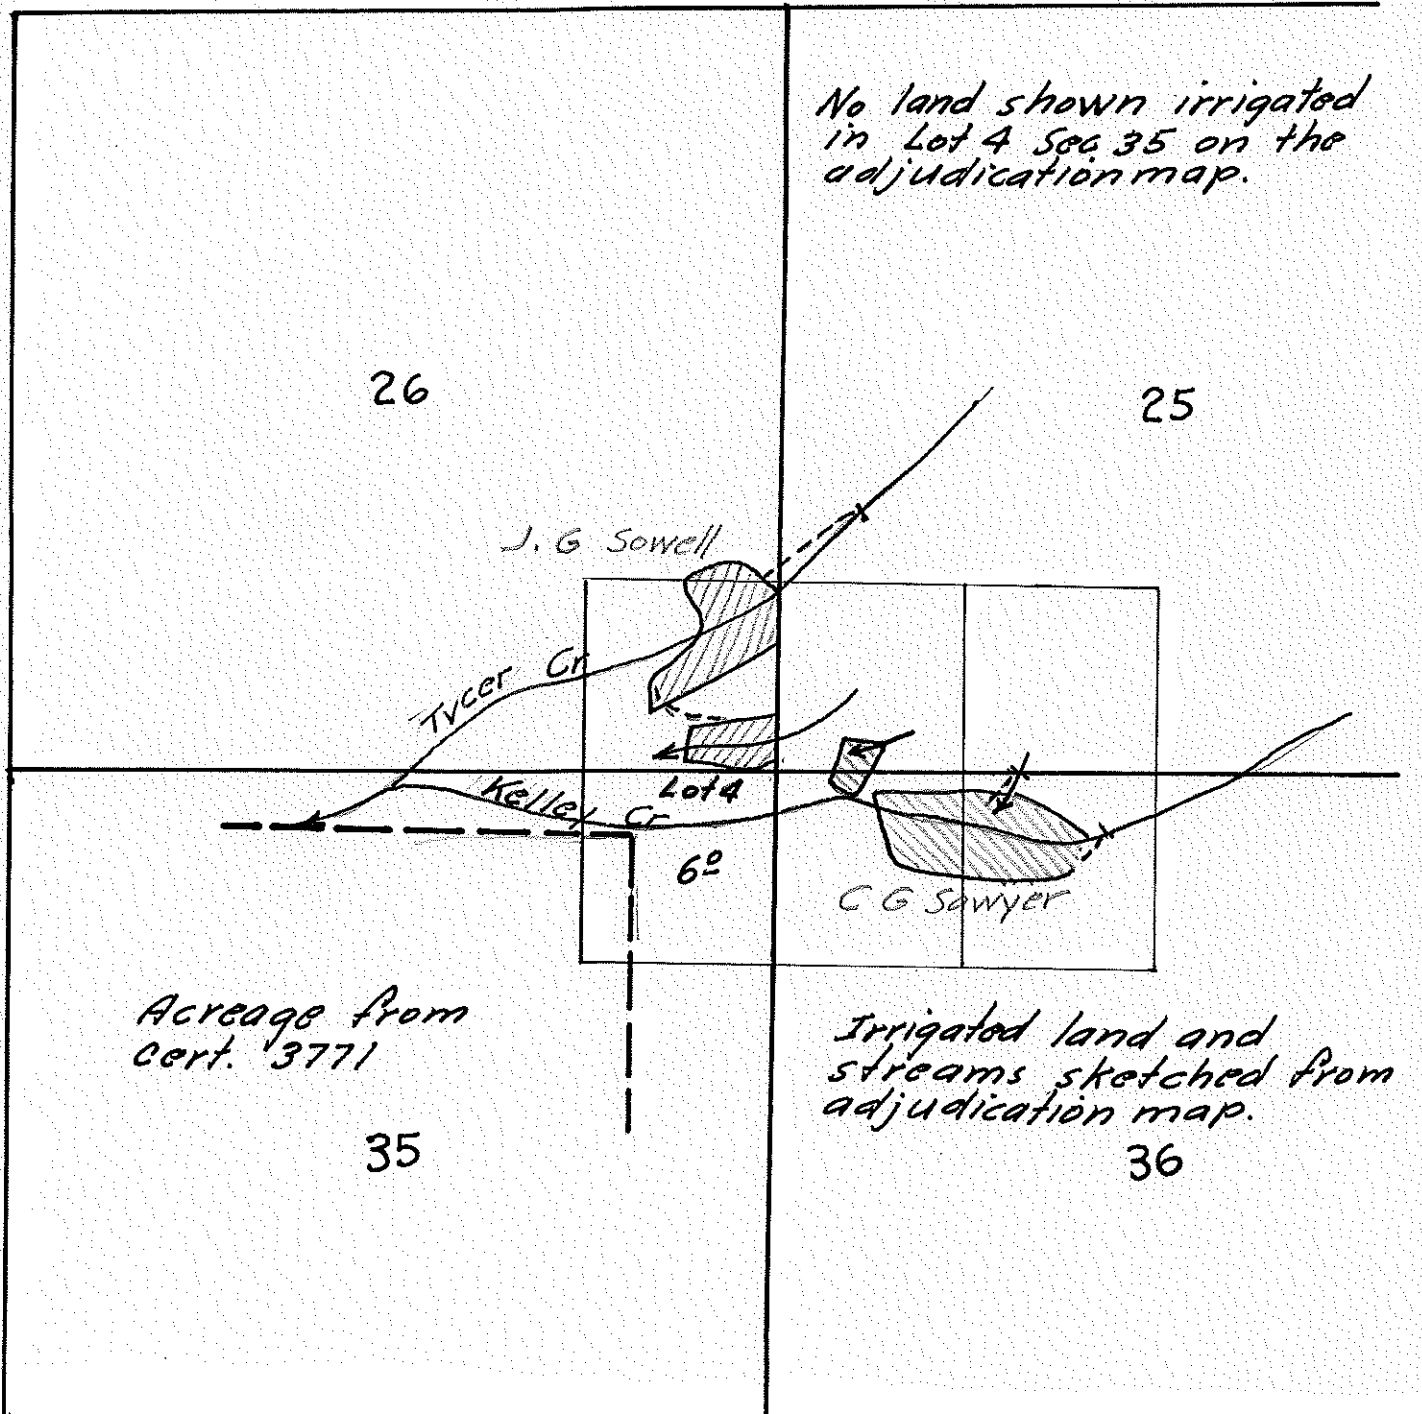 No land shown irrigated
in Lot 4 Sec 35 on the
adjudication map.
26
25
J. G Sowell
Tycer Cr
Lot 4
Kelley Cr
6º
C G Sawyer
Acreage from
Cert. 3771
Irrigated land and
streams sketched from
adjudication map.
35
36